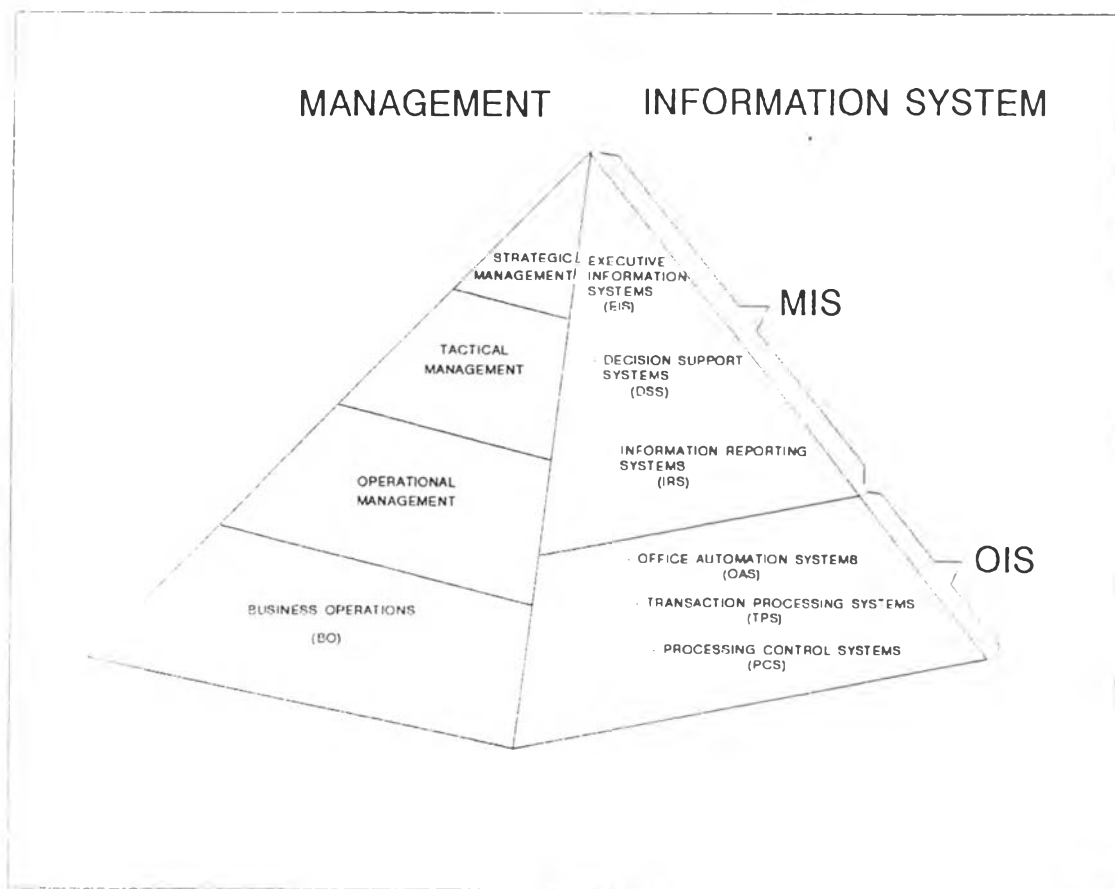 MANAGEMENT
INFORMATION SYSTEM
STRATEGIC
MANAGEMENT
TACTICAL
MANAGEMENT
OPERATIONAL
MANAGEMENT
BUSINESS OPERATIONS
(BO)
EXECUTIVE
INFORMATION
SYSTEMS
(EIS)
- DECISION SUPPORT
SYSTEMS
(DSS)
INFORMATION REPORTING
SYSTEMS
(IRS)
- OFFICE AUTOMATION SYSTEMS
(OAS)
- TRANSACTION PROCESSING SYSTEMS
(TPS)
- PROCESSING CONTROL SYSTEMS
(PCS)
MIS
OIS